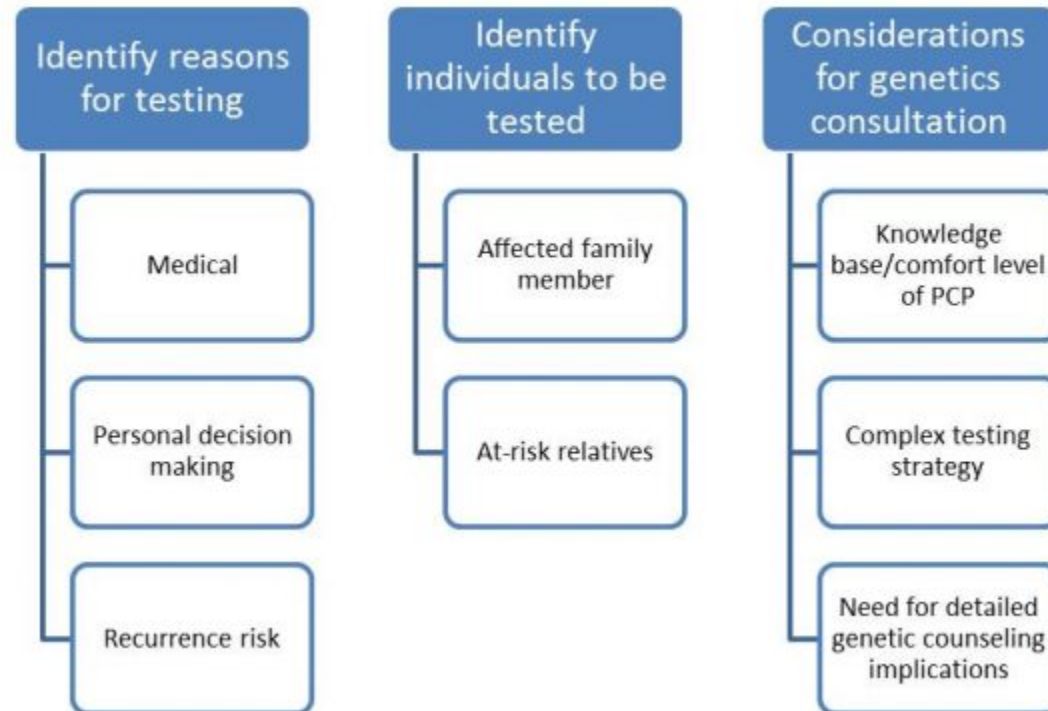 Identify reasons
for testing
Medical
Personal decision
making
Recurrence risk
Identify
individuals to be
tested
Affected family
member
At-risk relatives
Considerations
for genetics
consultation
Knowledge
base/comfort level
of PCP
Complex testing
strategy
Need for detailed
genetic counseling
implications